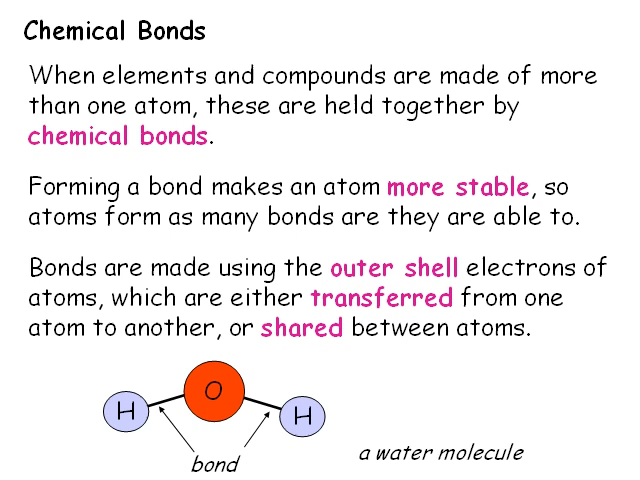 Chemical Bonds
When elements and compounds are made of more
than one atom, these are held together by
chemical bonds.
Forming a bond makes an atom more stable, so
atoms form as many bonds are they are able to.
Bonds are made using the outer shell electrons of
atoms, which are either transferred from one
atom to another, or shared between atoms.
O
H
H
bond
a water molecule